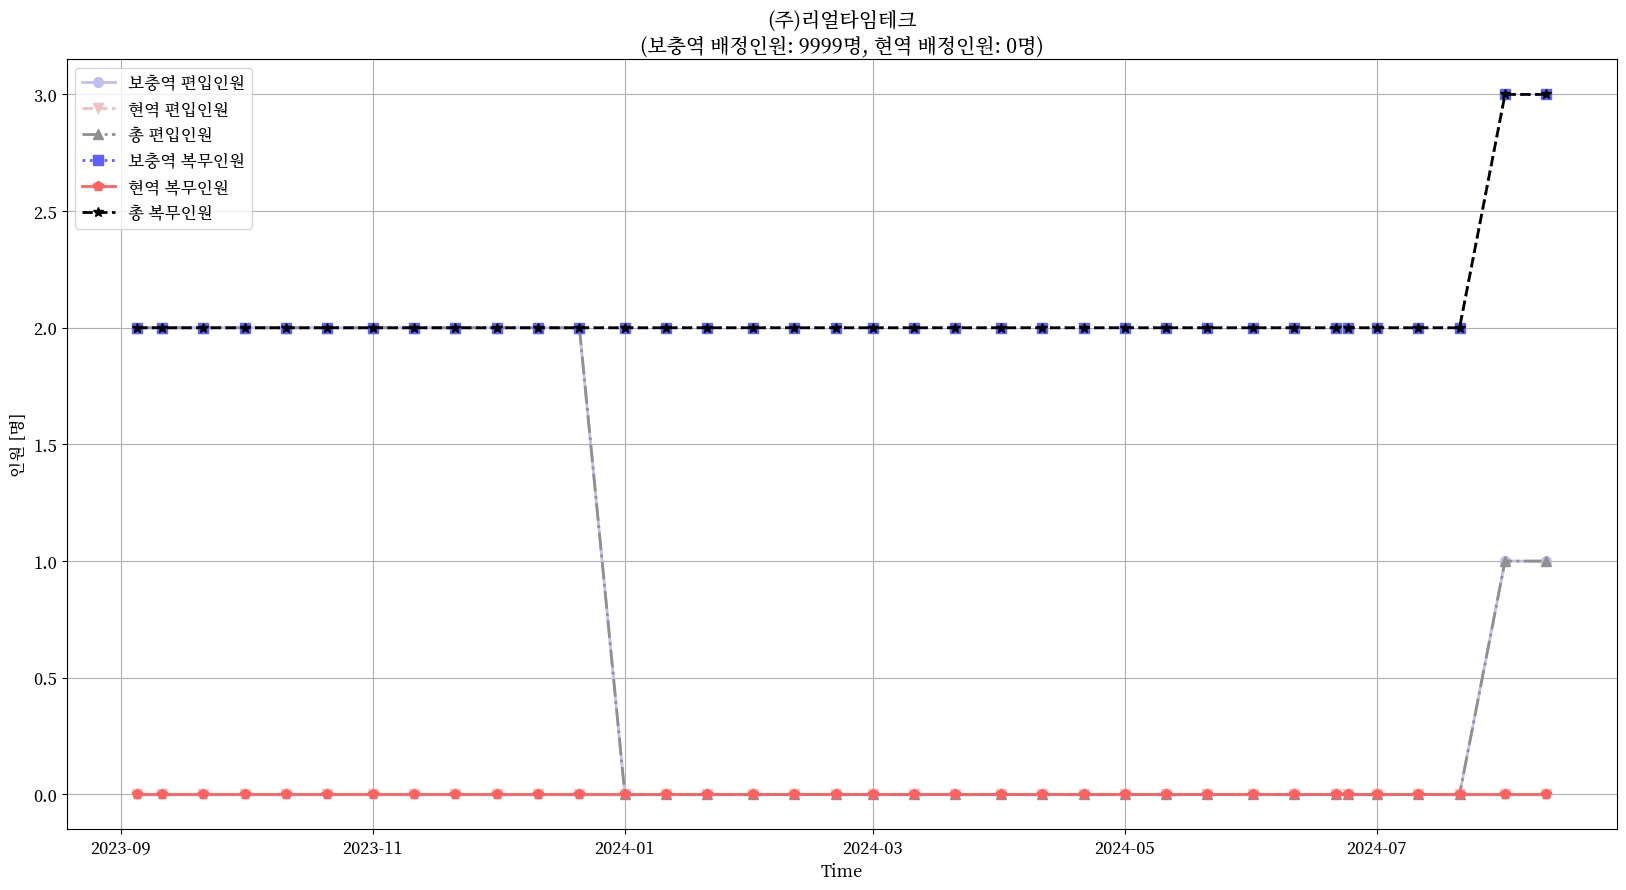 (주)리얼타임테크
(보충역 배정인원: 9999명, 현역 배정인원: 0명)
보충역 편입인원
현역 편입인원
총 편입인원
보충역 복무인원
현역 복무인원
총 복무인원
3.0
2.5
2.0
1.5
1.0
0.5
0.0
인원 [명]
2023-09
2023-11
2024-01
2024-03
2024-05
2024-07
Time